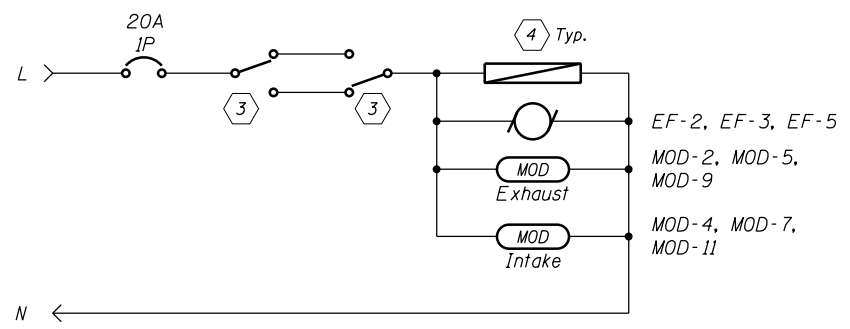 20A
1P
4 Typ.
L
3
3
EF-2, EF-3, EF-5
MOD
Exhaust
MOD-2, MOD-5,
MOD-9
MOD
Intake
MOD-4, MOD-7,
MOD-11
N